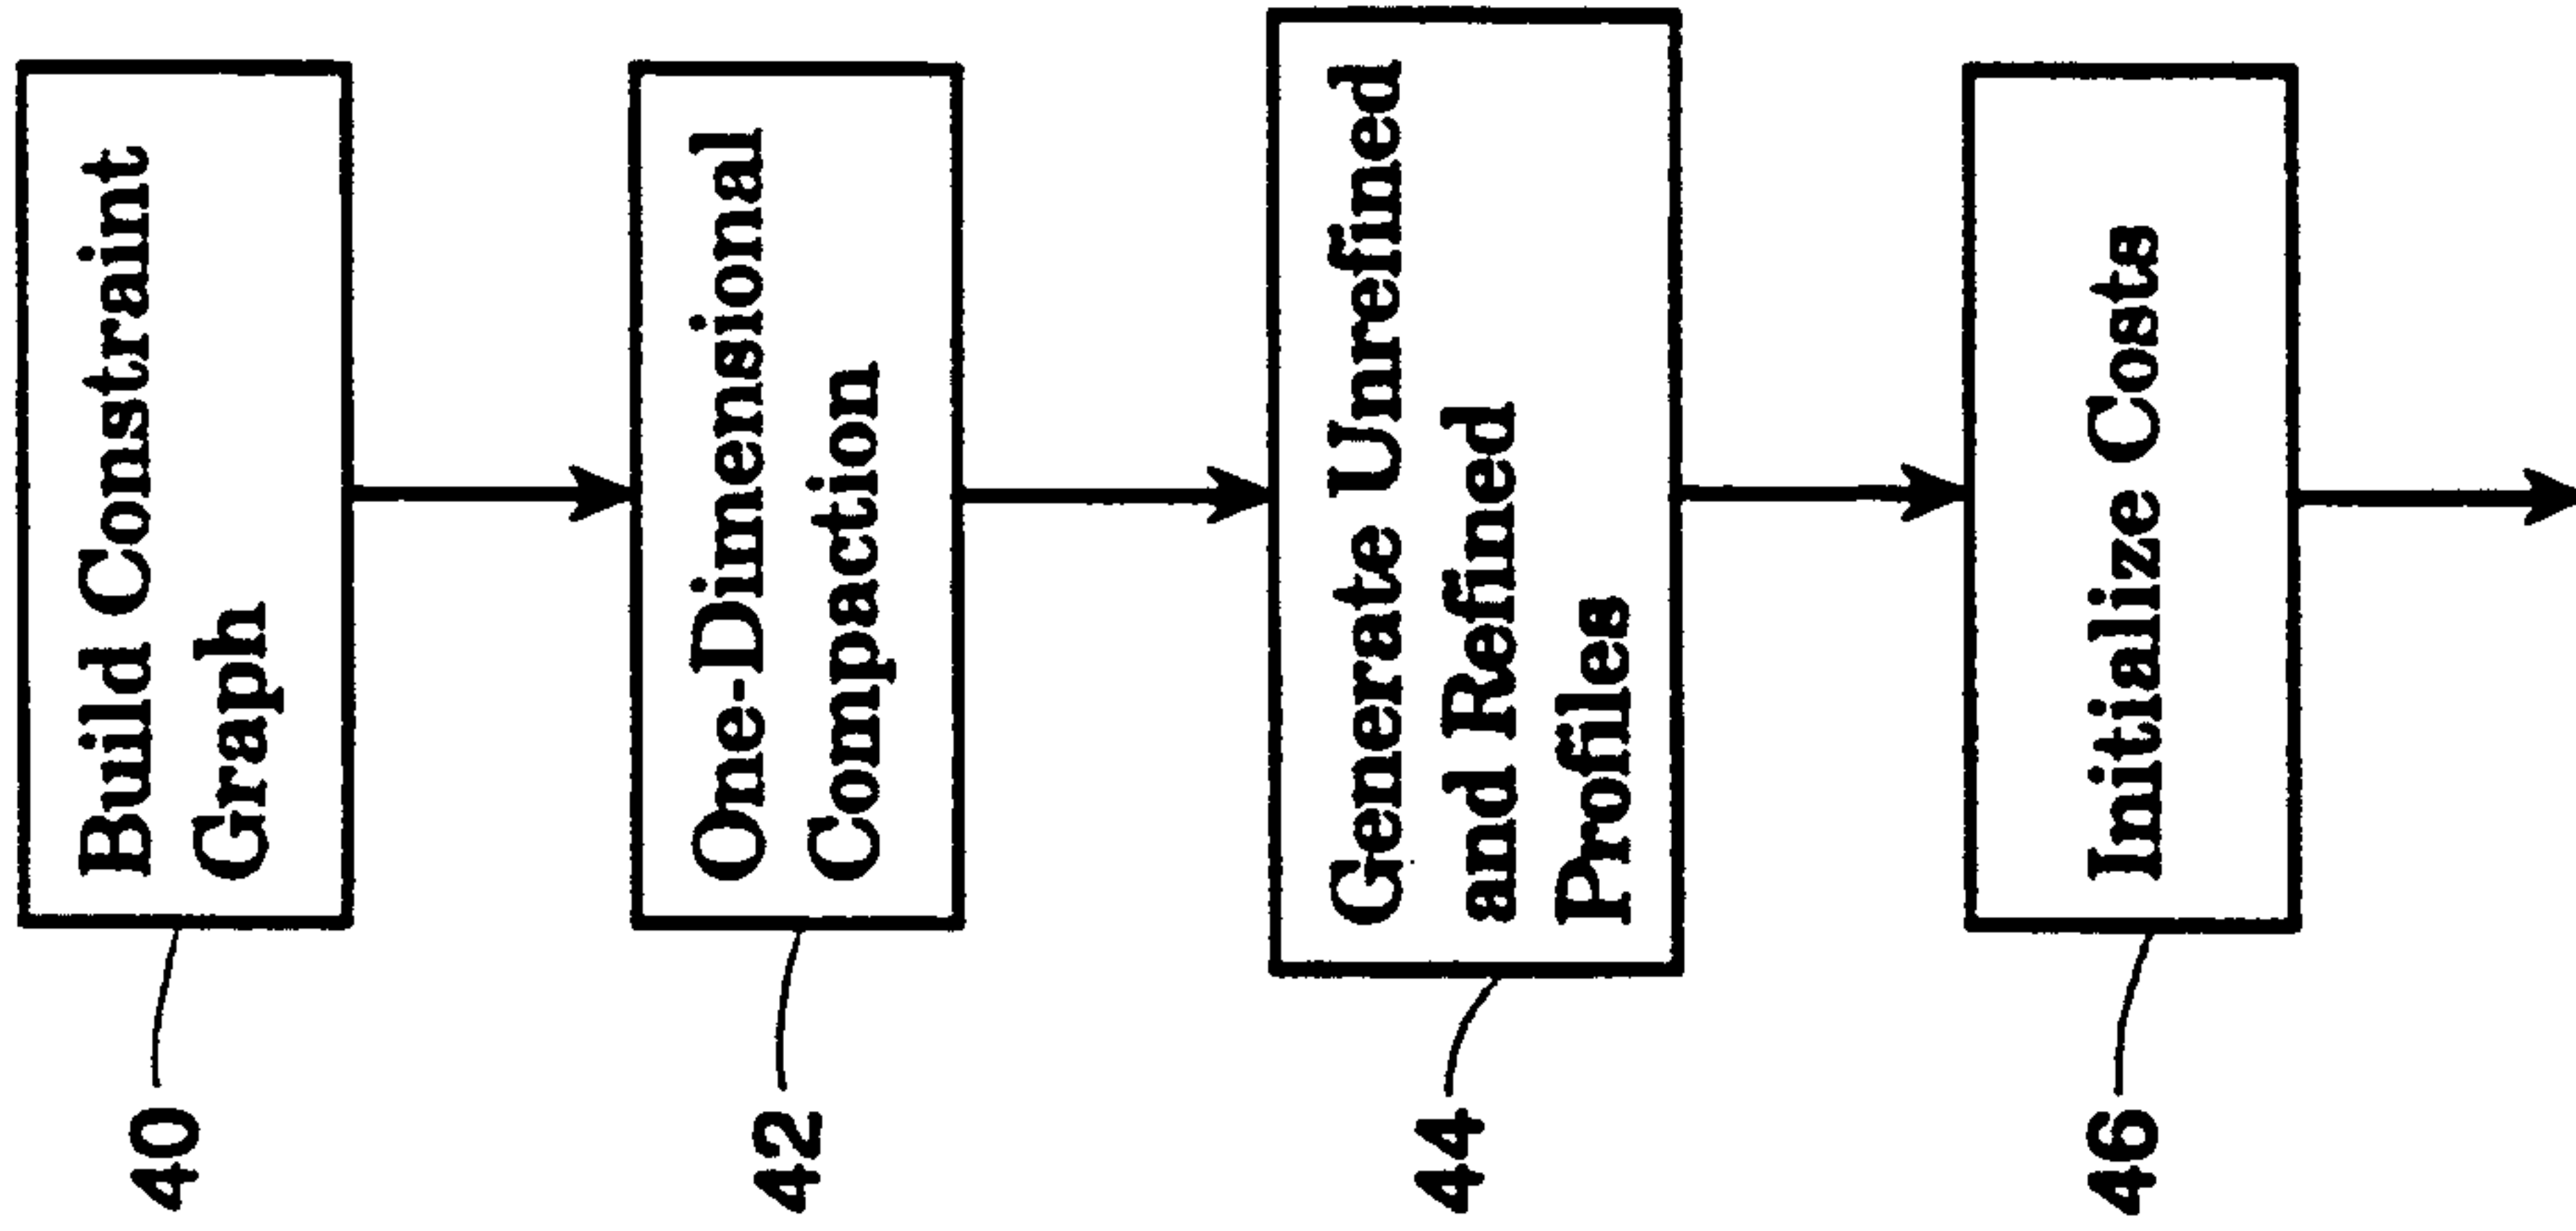 40
Build Constraint
Graph
42
One-Dimensional
Compaction
44
Generate Unrefined
and Refined
Profiles
46
Initialize Costs